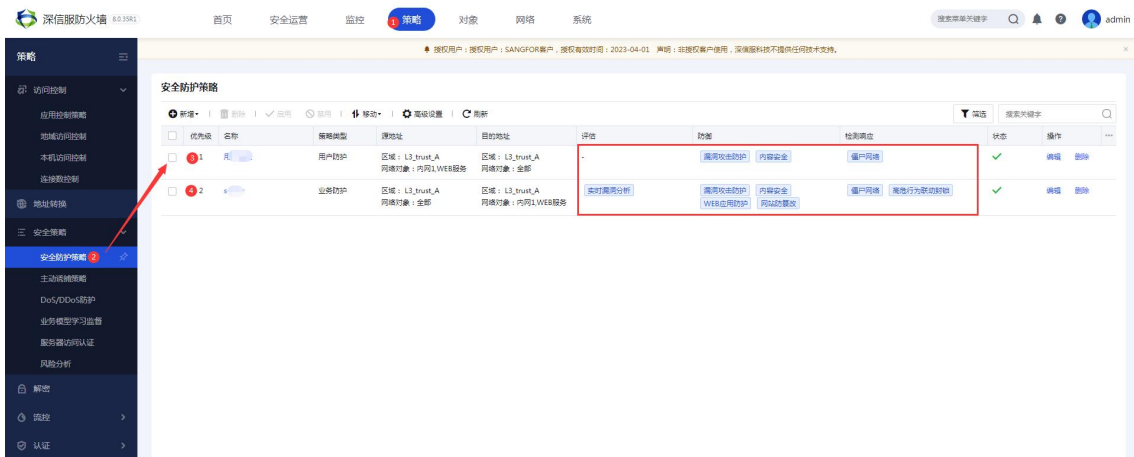 深信服防火墙 8.0.35R1 首页 安全运营 监控 1 策略 对象 网络 系统 搜索菜单关键字 admin
授权用户：授权用户：SANGFOR客户，授权有效时间：2023-04-01 声明：非授权客户使用，深信服科技不提供任何技术支持。
策略
访问控制
应用控制策略
地域访问控制
本机访问控制
连接数控制
地址转换
安全策略
安全防护策略 2
主动诱捕策略
DoS/DDoS防护
业务模型学习监督
服务器访问认证
风险分析
解密
流控
认证
安全防护策略
新增 删除 启用 禁用 移动 高级设置 刷新 筛选 搜索关键字
优先级 名称 策略类型 源地址 目的地址 评估 防御 检测响应 状态 操作
3 1 用户防护 区域： L3_trust_A 区域： L3_trust_A - 漏洞攻击防护 内容安全 僵尸网络 编辑 删除
网络对象：内网1,WEB服务 网络对象：全部
4 2 s 业务防护 区域： L3_trust_A 区域： L3_trust_A 实时漏洞分析 漏洞攻击防护 内容安全 僵尸网络 高危行为联动封锁 编辑 删除
网络对象：全部 网络对象：内网1,WEB服务 WEB应用防护 网站防篡改